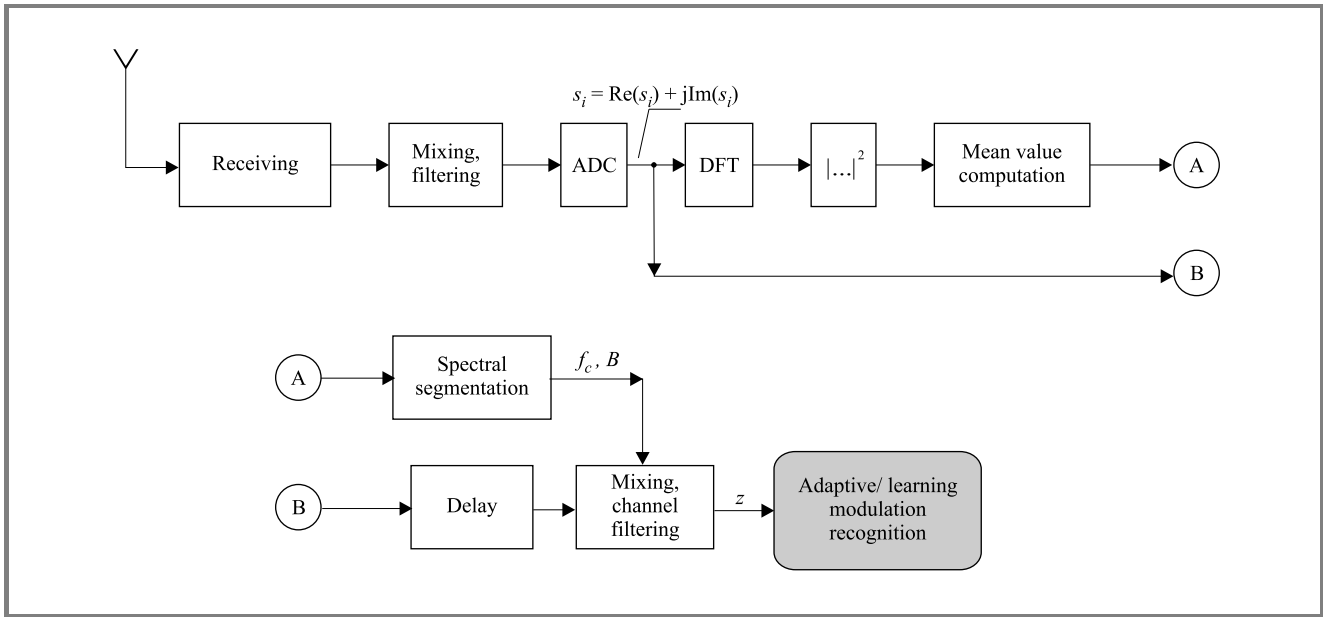 s_i = Re(s_i) + jIm(s_i)
Receiving
Mixing,
filtering
ADC
DFT
|...|²
Mean value
computation
A
B
A
Spectral
segmentation
f_c , B
B
Delay
Mixing,
channel
filtering
z
Adaptive/ learning
modulation
recognition